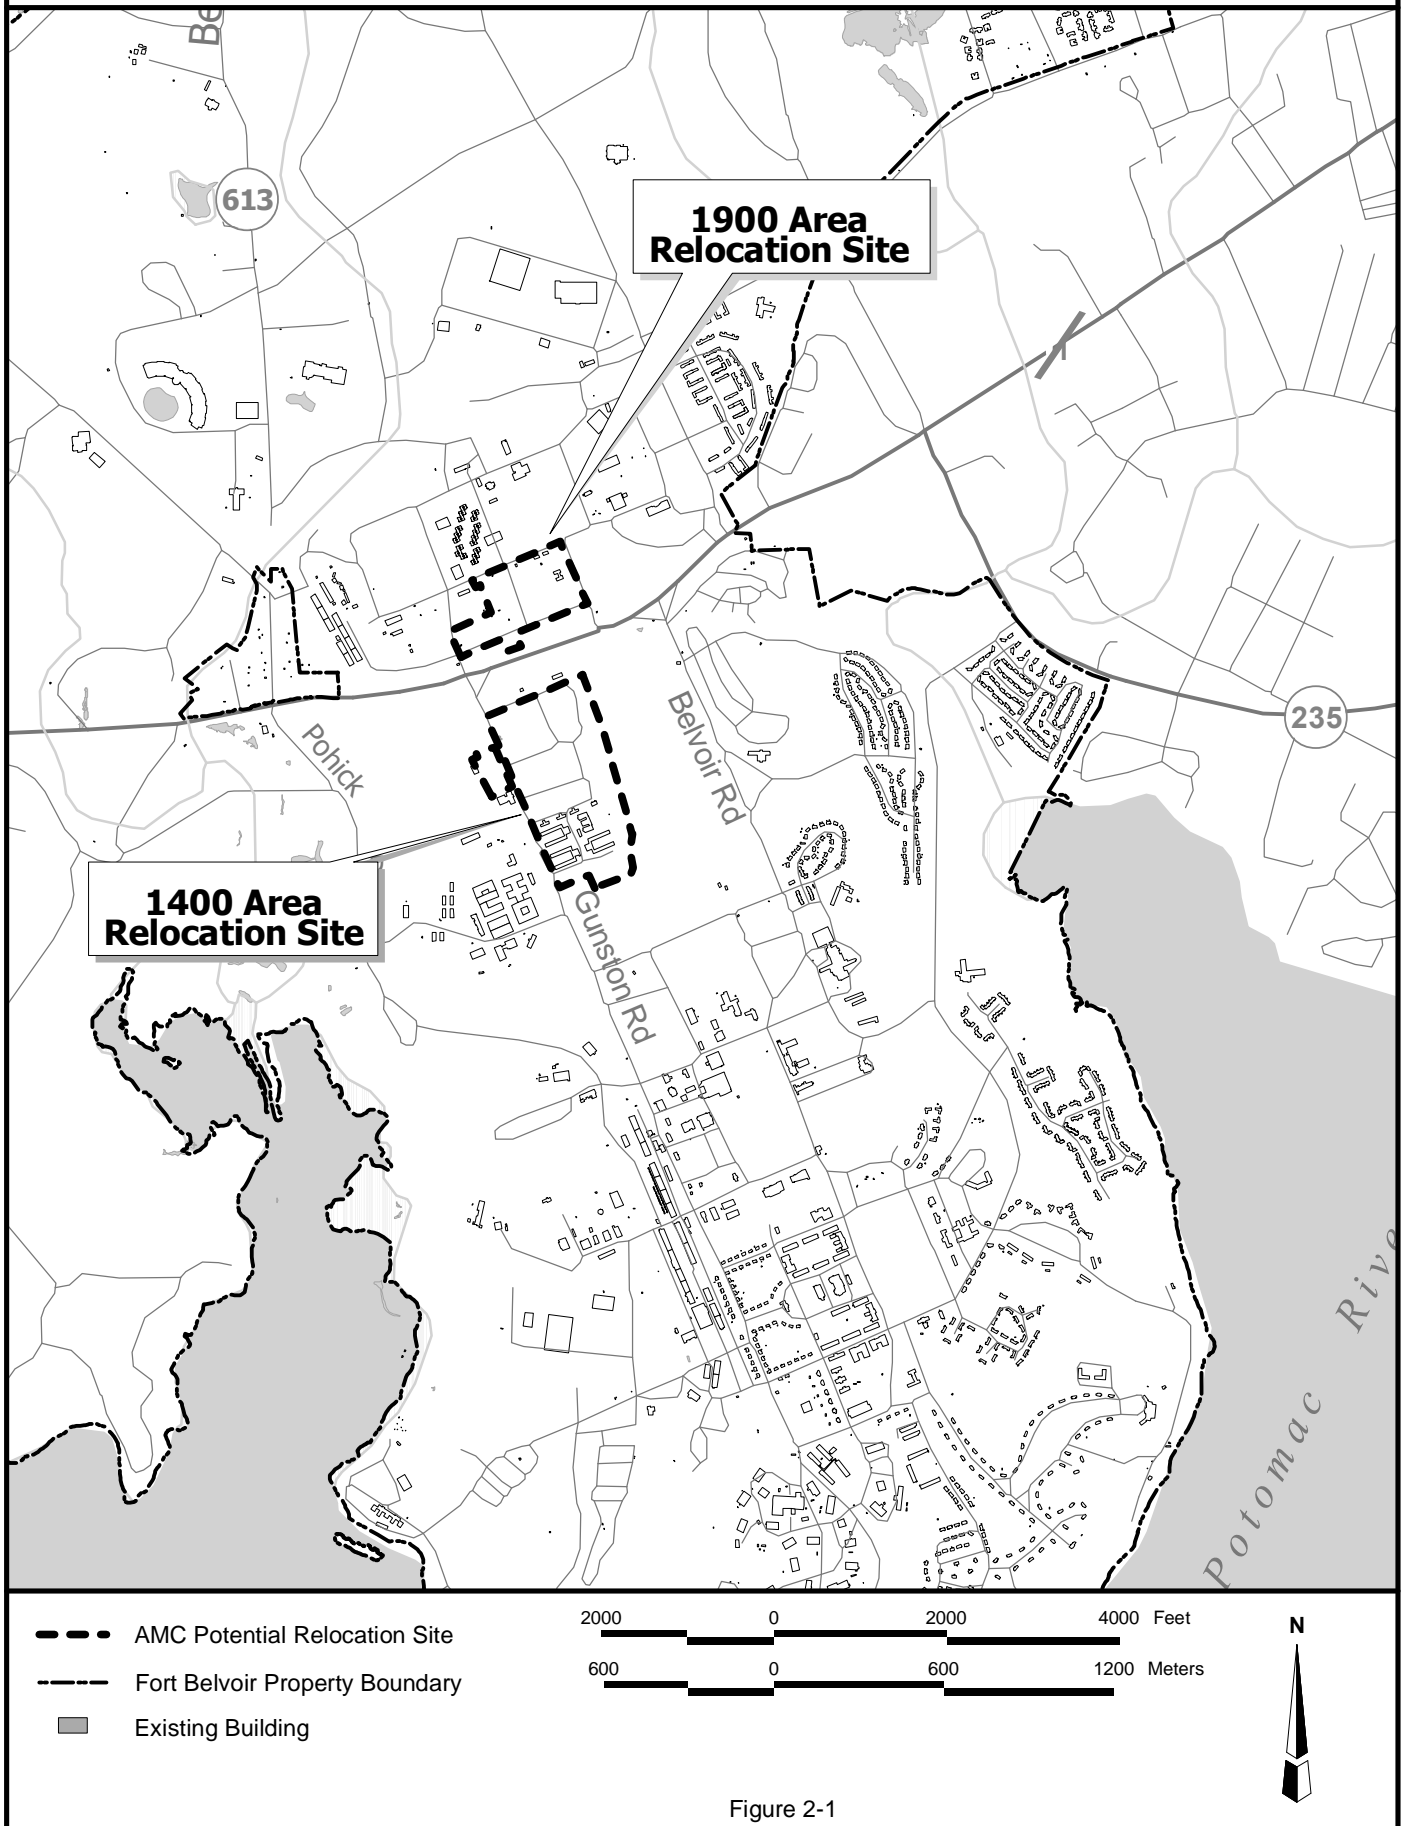 Be
613
1900 Area
Relocation Site
1
235
Belvoir Rd
Pohick
1400 Area
Relocation Site
Gunston Rd
Potomac
Rive
AMC Potential Relocation Site
Fort Belvoir Property Boundary
Existing Building
2000 0 2000 4000 Feet
600 0 600 1200 Meters
N
Figure 2-1